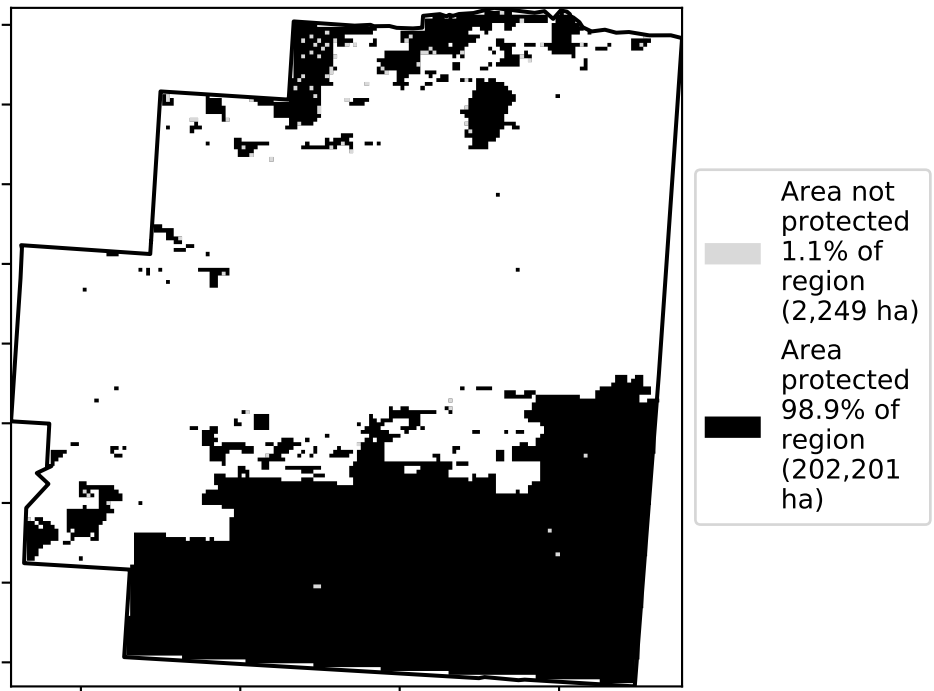 Area not
protected
1.1% of
region
(2,249 ha)
Area
protected
98.9% of
region
(202,201
ha)